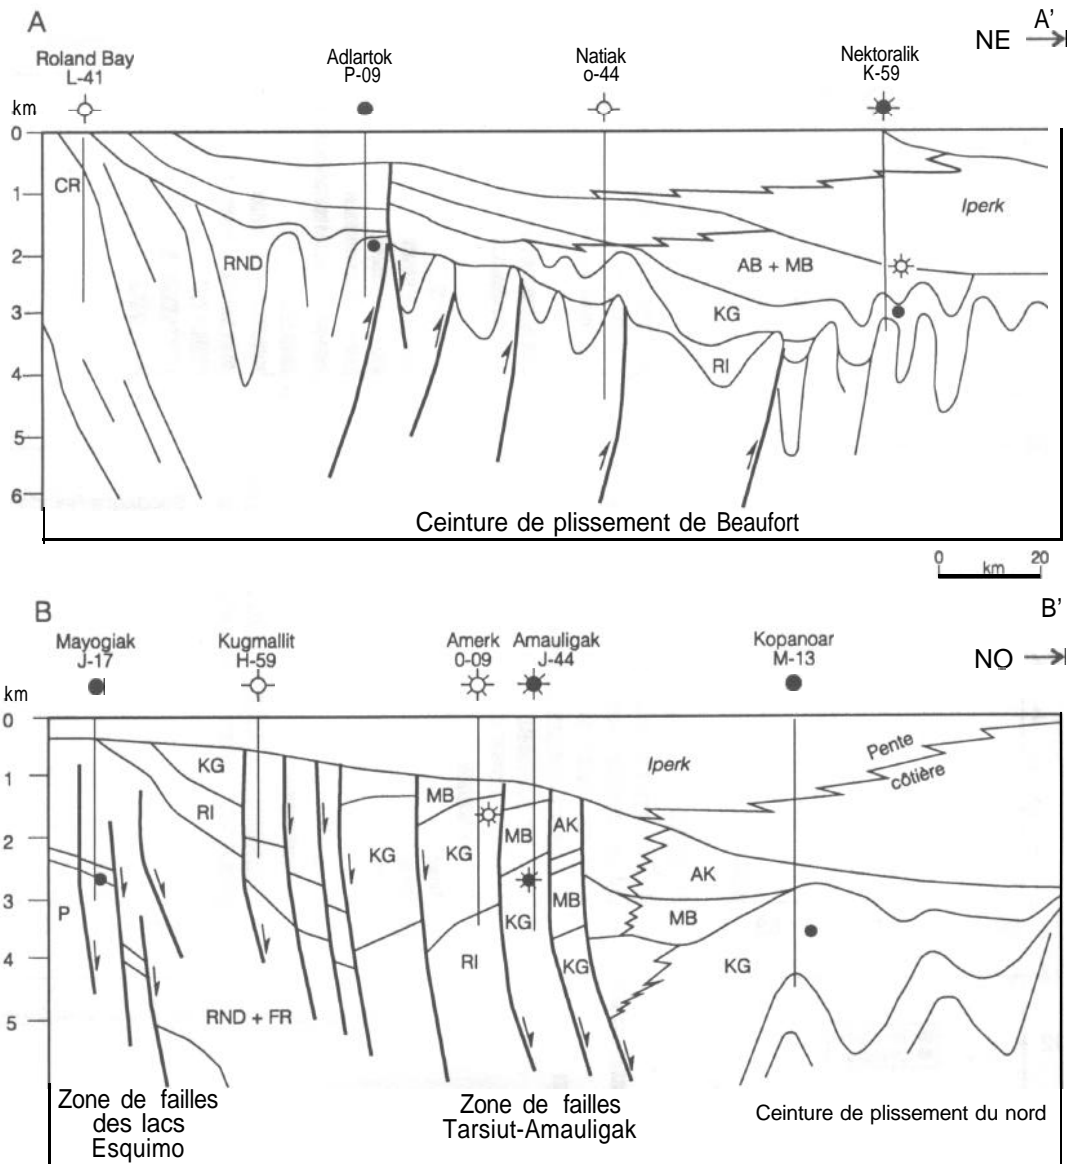 A
A'
NE
Roland Bay
L-41
Adlartok
P-09
Natiak
o-44
Nektoralik
K-59
km
0
1
2
3
4
5
6
CR
RND
Iperk
AB + MB
KG
RI
Ceinture de plissement de Beaufort
0 km 20
B
B'
NO
Mayogiak
J-17
Kugmallit
H-59
Amerk
0-09
Amauligak
J-44
Kopanoar
M-13
km
0
1
2
3
4
5
KG
RI
P
RND + FR
KG
MB
KG
RI
MB
KG
AK
MB
KG
Iperk
Pente
côtière
AK
MB
KG
Zone de failles
des lacs
Esquimo
Zone de failles
Tarsiut-Amauligak
Ceinture de plissement du nord